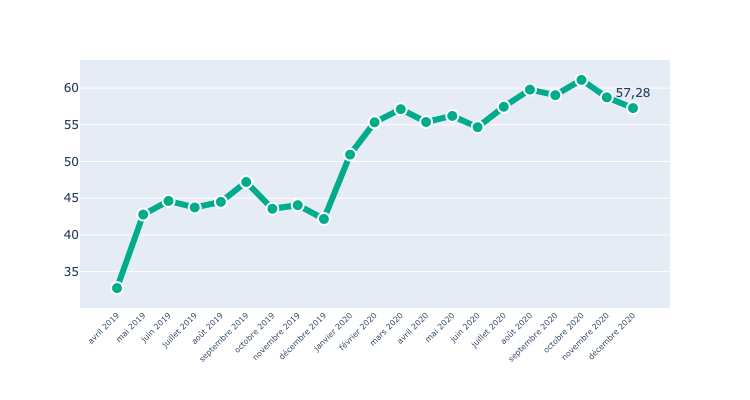 60
55
50
45
40
35
57,28
avril 2019
mai 2019
juin 2019
juillet 2019
août 2019
septembre 2019
octobre 2019
novembre 2019
décembre 2019
janvier 2020
février 2020
mars 2020
avril 2020
mai 2020
juin 2020
juillet 2020
août 2020
septembre 2020
octobre 2020
novembre 2020
décembre 2020